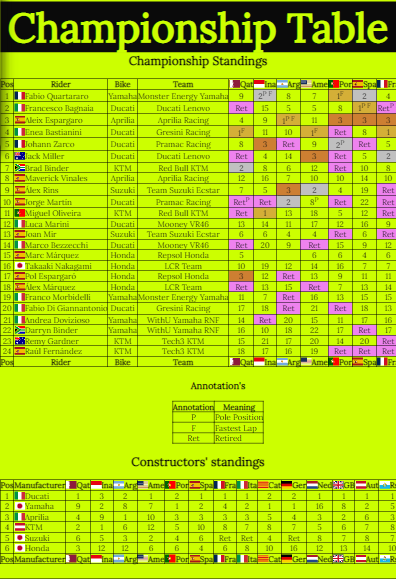 Championship Table
Championship Standings
Pos Rider Bike Team Qat Ina Arg Ame Por Spa Fr
1 Fabio Quartararo Yamaha Monster Energy Yamaha 9 2P F 8 7 1F 2 4
2 Francesco Bagnaia Ducati Ducati Lenovo Ret 15 5 5 8 1P F RetP
3 Aleix Espargaro Aprilia Aprilia Racing 4 9 1P F 11 3 3 3
4 Enea Bastianini Ducati Gresini Racing 1F 11 10 1F Ret 8 1
5 Johann Zarco Ducati Pramac Racing 8 3 Ret 9 2P Ret 5
6 Jack Miller Ducati Ducati Lenovo Ret 4 14 3 Ret 5 2
7 Brad Binder KTM Red Bull KTM 2 8 6 12 Ret 10 8
8 Maverick Vinales Aprilia Aprilia Racing 12 16 7 10 10 14 10
9 Alex Rins Suzuki Team Suzuki Ecstar 7 5 3 2 4 19 Ret
10 Jorge Martin Ducati Pramac Racing RetP Ret 2 8P Ret 22 Ret
11 Miguel Oliveira KTM Red Bull KTM Ret 1 13 18 5 12 Ret
12 Luca Marini Ducati Mooney VR46 13 14 11 17 12 16 9
13 Joan Mir Suzuki Team Suzuki Ecstar 6 6 4 4 Ret 6 Ret
14 Marco Bezzecchi Ducati Mooney VR46 Ret 20 9 Ret 15 9 12
15 Marc Márquez Honda Repsol Honda 5 6 6 4 6
16 Takaaki Nakagami Honda LCR Team 10 19 12 14 16 7 7
17 Pol Espargaró Honda Repsol Honda 3 12 Ret 13 9 11 11
18 Álex Márquez Honda LCR Team Ret 13 15 Ret 7 13 14
19 Franco Morbidelli Yamaha Monster Energy Yamaha 11 7 Ret 16 13 15 15
20 Fabio Di Giannantonio Ducati Gresini Racing 17 18 Ret 21 Ret 18 13
21 Andrea Dovizioso Yamaha WithU Yamaha RNF 14 Ret 20 15 11 17 16
22 Darryn Binder Yamaha WithU Yamaha RNF 16 10 18 22 17 Ret 17
23 Remy Gardner KTM Tech3 KTM 15 21 17 20 14 20 Ret
24 Raúl Fernández KTM Tech3 KTM 18 17 16 19 Ret Ret Ret
Pos Rider Bike Team Qat Ina Arg Ame Por Spa Fr
Annotation's
Annotation Meaning
P Pole Position
F Fastest Lap
Ret Retired
Constructors' standings
Pos Manufacturer Qat Ina Arg Ame Por Spa Fra Ita Cat Ger Ned GB Aut
1 Ducati 1 3 2 1 2 1 1 1 2 2 1 1 1
2 Yamaha 9 2 8 7 1 2 4 2 1 1 16 8 2 5
3 Aprilia 4 9 1 10 3 3 3 3 5 4 3 2 6 3
4 KTM 2 1 6 12 5 10 8 7 8 7 5 6 7 8
5 Suzuki 6 5 3 2 4 6 Ret Ret 4 Ret 8 7 8 7
6 Honda 3 12 12 6 6 4 6 8 10 16 12 13 14 10
Pos Manufacturer Qat Ina Arg Ame Por Spa Fra Ita Cat Ger Ned GB Aut